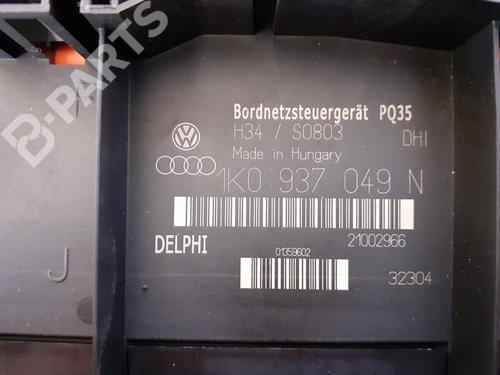 Bordnetzsteuergerät PQ35
H34 / S0803 DHI
Made in Hungary
1K0 937 049 N
DELPHI 21002966
01359602
32304
J
B-PARTS